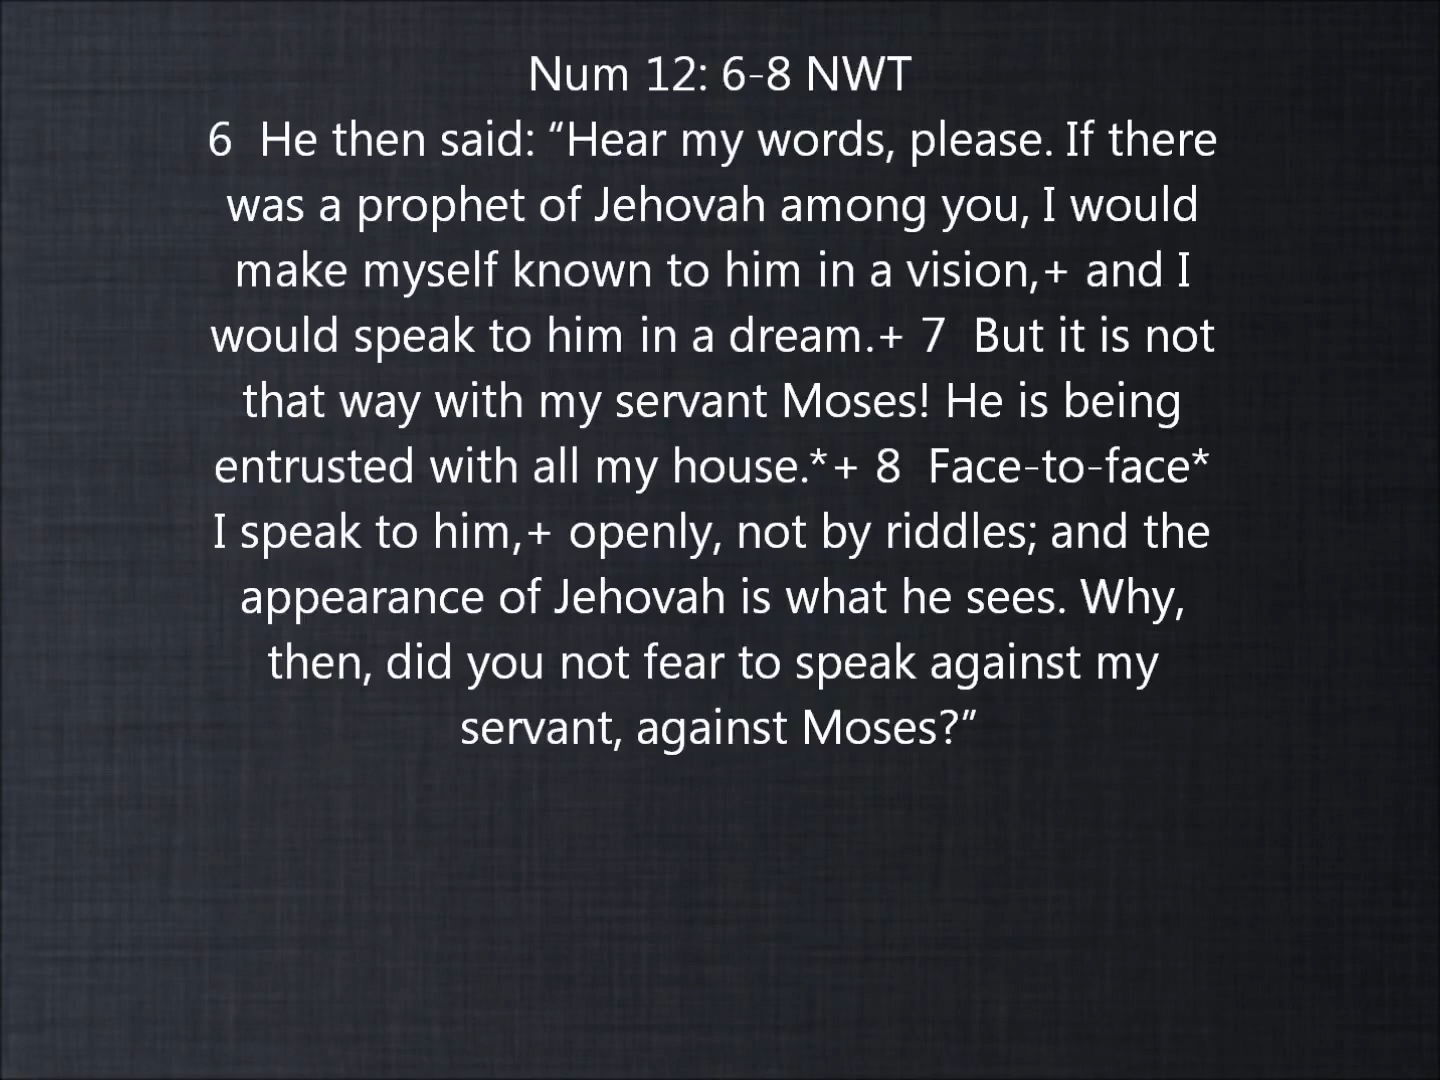 Num 12: 6-8 NWT
6  He then said: “Hear my words, please. If there
was a prophet of Jehovah among you, I would
make myself known to him in a vision,+ and I
would speak to him in a dream.+ 7  But it is not
that way with my servant Moses! He is being
entrusted with all my house.*+ 8  Face-to-face*
I speak to him,+ openly, not by riddles; and the
appearance of Jehovah is what he sees. Why,
then, did you not fear to speak against my
servant, against Moses?”